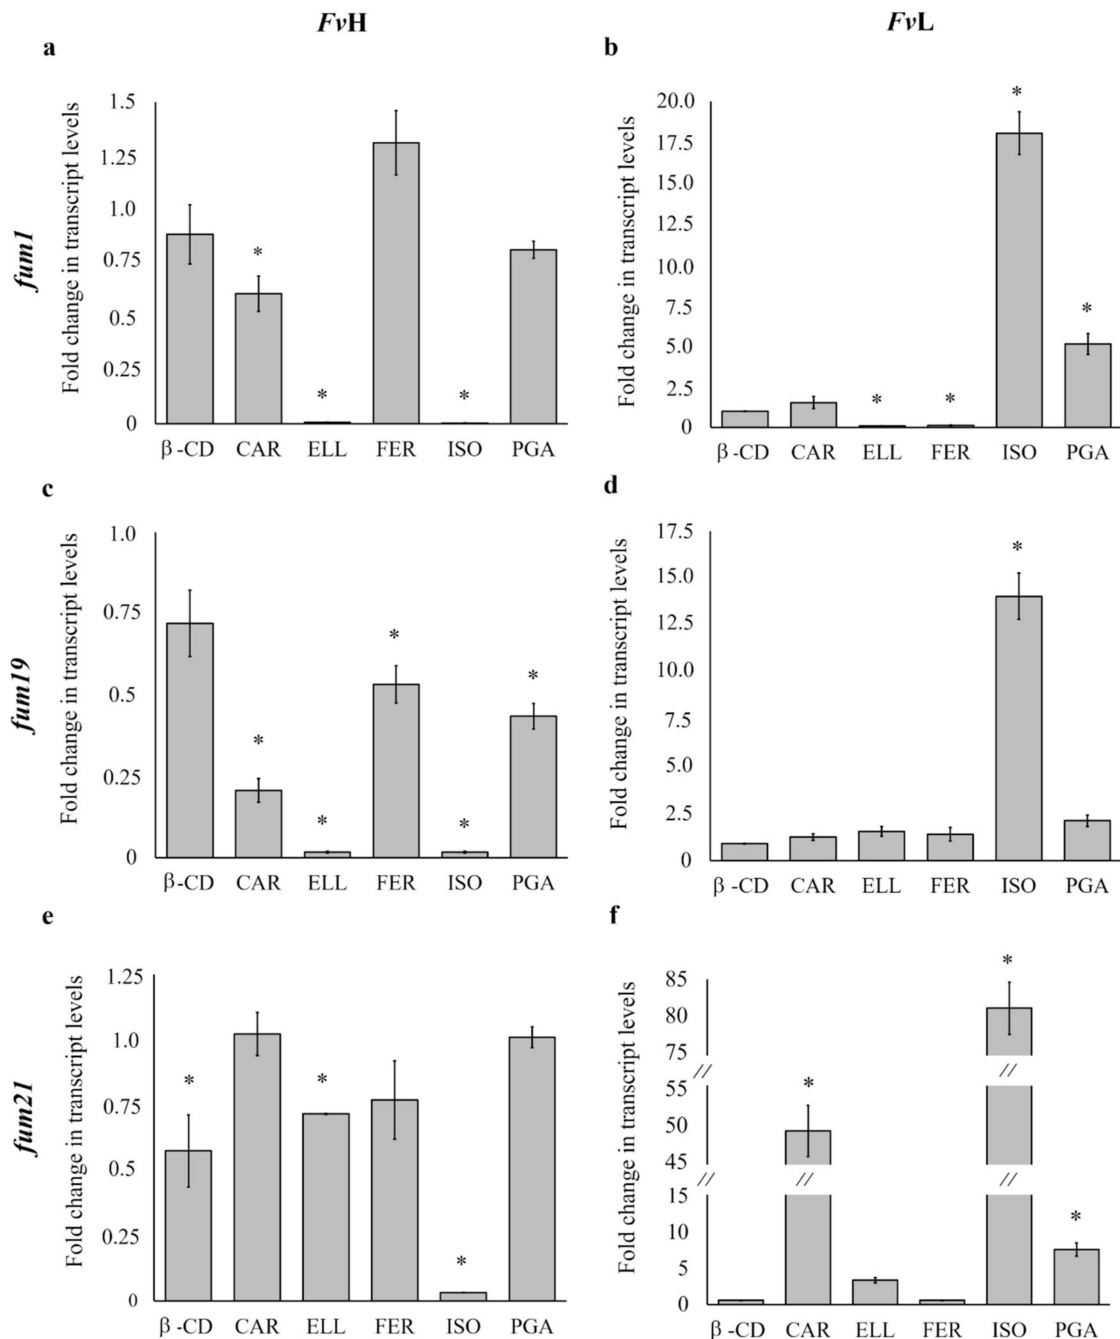 FvH
FvL
a
b
fum1
Fold change in transcript levels
1.5
1.25
1.0
0.75
0.5
0.25
0
*
*
*
β-CD CAR ELL FER ISO PGA
Fold change in transcript levels
20.0
17.5
15.0
12.5
10.0
7.5
5.0
2.5
0
*
*
*
*
β-CD CAR ELL FER ISO PGA
c
d
fum19
Fold change in transcript levels
1.0
0.75
0.5
0.25
0
*
*
*
*
*
β-CD CAR ELL FER ISO PGA
Fold change in transcript levels
17.5
15.0
12.5
10.0
7.5
5.0
2.5
0
*
β-CD CAR ELL FER ISO PGA
e
f
fum21
Fold change in transcript levels
1.25
1.0
0.75
0.5
0.25
0
*
*
*
β-CD CAR ELL FER ISO PGA
Fold change in transcript levels
85
80
75
55
50
45
15
10
5
0
*
*
*
// //
// // //
β-CD CAR ELL FER ISO PGA